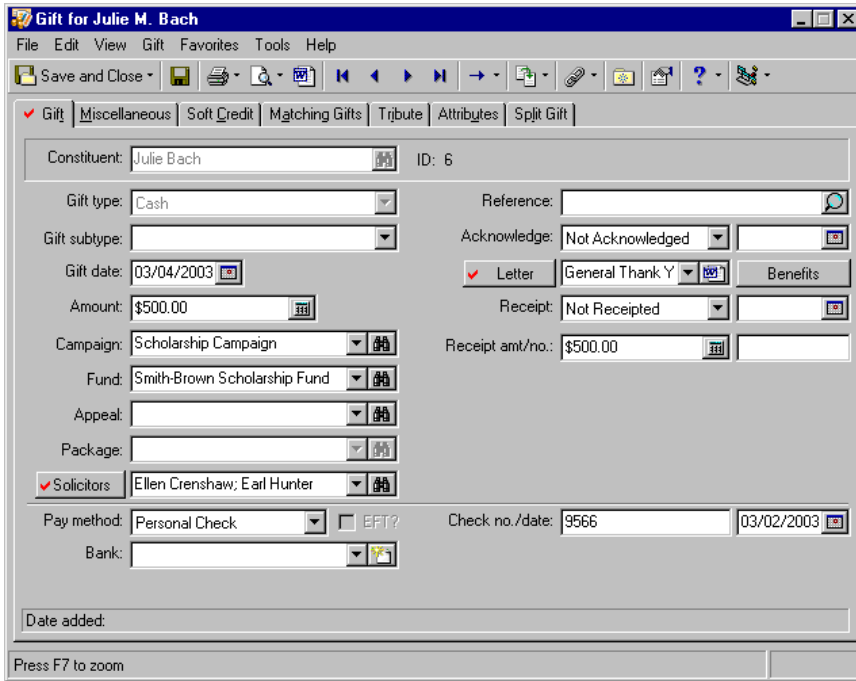 Gift for Julie M. Bach
File Edit View Gift Favorites Tools Help
Save and Close
Gift Miscellaneous Soft Credit Matching Gifts Tribute Attributes Split Gift
Constituent: Julie Bach ID: 6
Gift type: Cash Reference:
Gift subtype: Acknowledge: Not Acknowledged
Gift date: 03/04/2003 Letter General Thank Y Benefits
Amount: $500.00 Receipt: Not Receipted
Campaign: Scholarship Campaign Receipt amt/no.: $500.00
Fund: Smith-Brown Scholarship Fund
Appeal:
Package:
Solicitors Ellen Crenshaw; Earl Hunter
Pay method: Personal Check EFT? Check no./date: 9566 03/02/2003
Bank:
Date added:
Press F7 to zoom